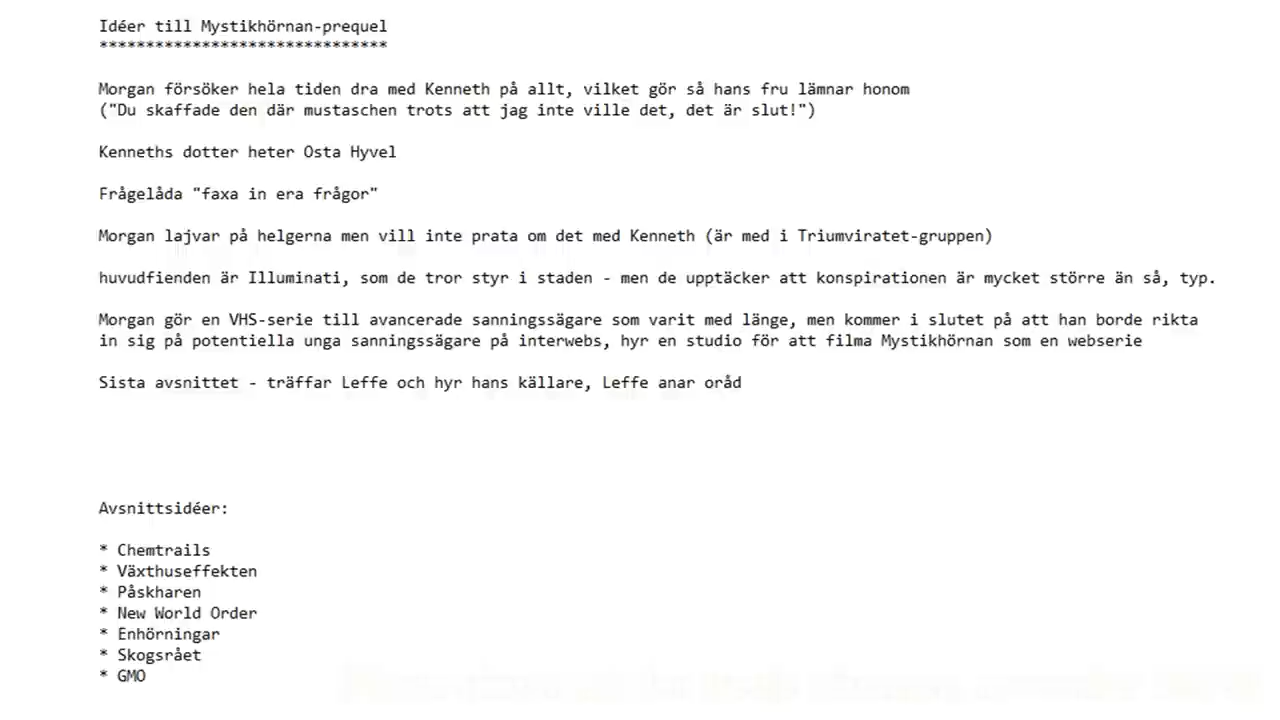 Idéer till Mystikhörnan-prequel
*******************************
Morgan försöker hela tiden dra med Kenneth på allt, vilket gör så hans fru lämnar honom
("Du skaffade den där mustaschen trots att jag inte ville det, det är slut!")
Kenneths dotter heter Osta Hyvel
Frågelåda "faxa in era frågor"
Morgan lajvar på helgerna men vill inte prata om det med Kenneth (är med i Triumviratet-gruppen)
huvudfienden är Illuminati, som de tror styr i staden - men de upptäcker att konspirationen är mycket större än så, typ.
Morgan gör en VHS-serie till avancerade sanningssägare som varit med länge, men kommer i slutet på att han borde rikta
in sig på potentiella unga sanningssägare på interwebs, hyr en studio för att filma Mystikhörnan som en webserie
Sista avsnittet - träffar Leffe och hyr hans källare, Leffe anar oråd
Avsnittsidéer:
* Chemtrails
* Växthuseffekten
* Påskharen
* New World Order
* Enhörningar
* Skogsrået
* GMO